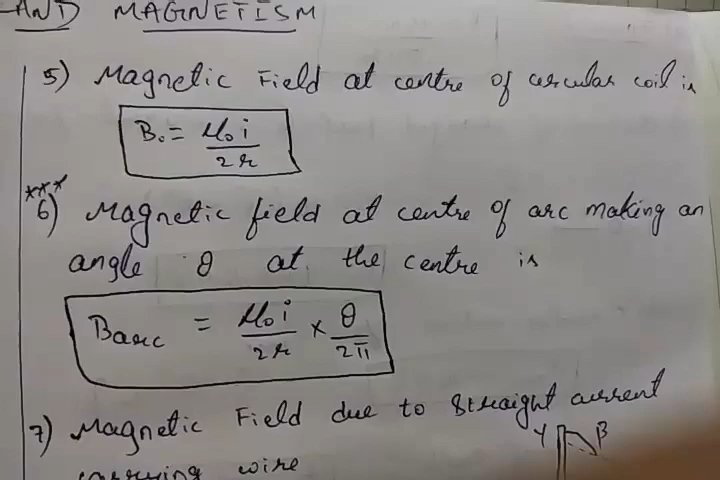 AND MAGNETISM
5) Magnetic Field at centre of circular coil is
B₀ = μ₀i / 2r
***
6) Magnetic field at centre of arc making an
angle θ at the centre is
Barc = μ₀i / 2r × θ / 2π
7) Magnetic Field due to straight current
carrying wire
Y B